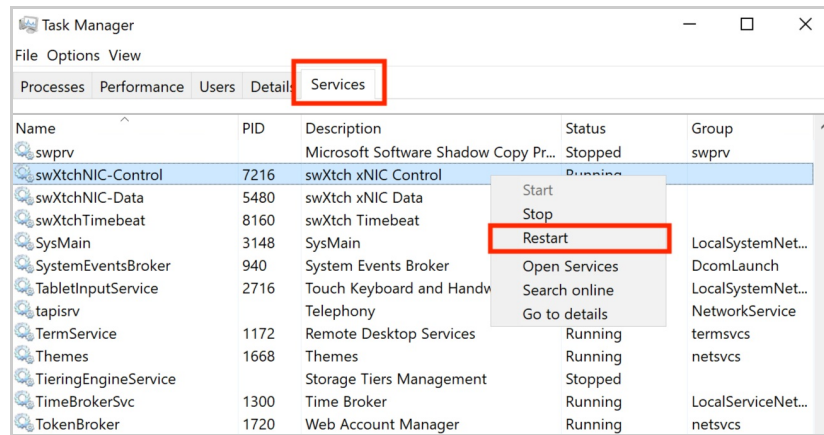 Task Manager
File Options View
Processes Performance Users Details Services
Name PID Description Status Group
swprv Microsoft Software Shadow Copy Pr... Stopped swprv
swXtchNIC-Control 7216 swXtch xNIC Control Running
swXtchNIC-Data 5480 swXtch xNIC Data
Start
swXtchTimebeat 8160 swXtch Timebeat
Stop
SysMain 3148 SysMain LocalSystemNet...
Restart
SystemEventsBroker 940 System Events Broker DcomLaunch
Open Services
TabletInputService 2716 Touch Keyboard and Handw LocalSystemNet...
Search online
tapisrv Telephony NetworkService
Go to details
TermService 1172 Remote Desktop Services Running termsvcs
Themes 1668 Themes Running netsvcs
TieringEngineService Storage Tiers Management Stopped
TimeBrokerSvc 1300 Time Broker Running LocalServiceNet...
TokenBroker 1720 Web Account Manager Running netsvcs